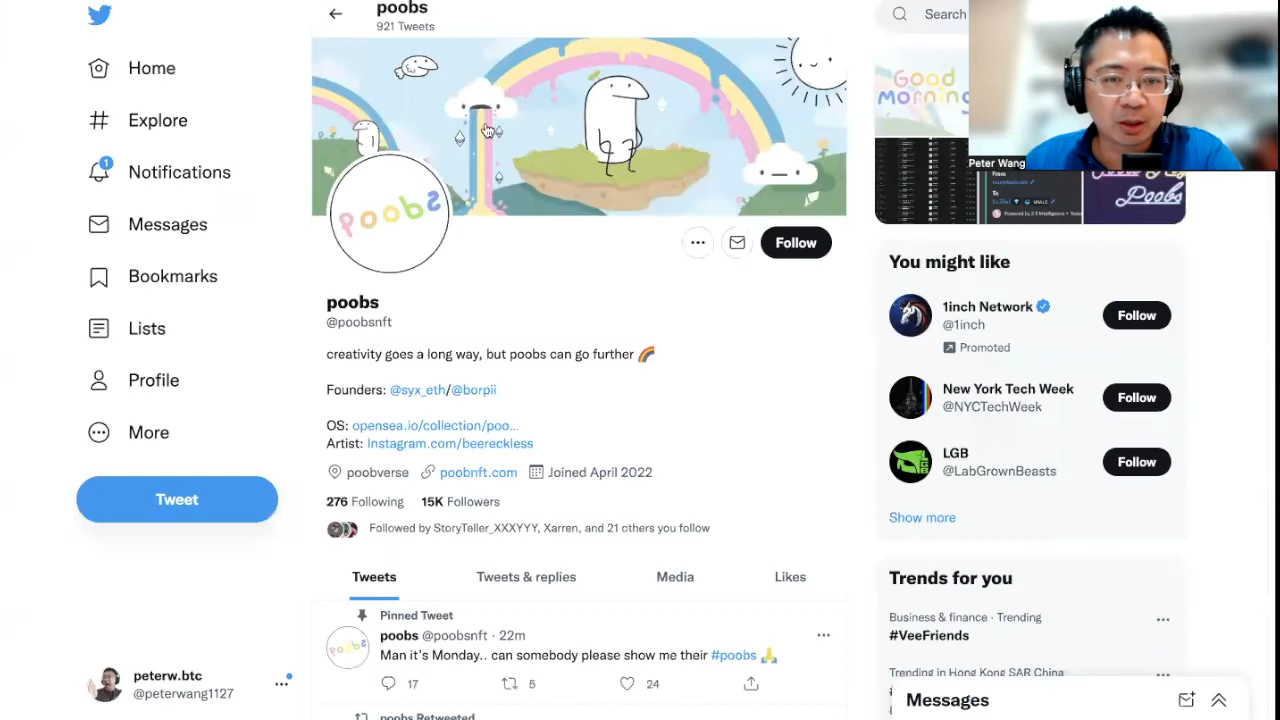 Home
Explore
1
Notifications
Messages
Bookmarks
Lists
Profile
More
Tweet
peterw.btc
@peterwang1127
poobs
921 Tweets
poobs
Follow
poobs
@poobsnft
creativity goes a long way, but poobs can go further 🌈
Founders: @syx_eth/@borpii
OS: opensea.io/collection/poo...
Artist: Instagram.com/beereckless
poobverse poobnft.com Joined April 2022
276 Following 15K Followers
Followed by StoryTeller_XXXYYY, Xarren, and 21 others you follow
Tweets Tweets & replies Media Likes
Pinned Tweet
poobs @poobsnft · 22m
Man it's Monday.. can somebody please show me their #poobs 🙏
17 5 24
poobs Retweeted
Search
Good
Morning
Peter Wang
From
To
Poobs
You might like
1inch Network
@1inch
Promoted
Follow
New York Tech Week
@NYCTechWeek
Follow
LGB
@LabGrownBeasts
Follow
Show more
Trends for you
Business & finance · Trending
#VeeFriends
Trending in Hong Kong SAR China
Messages